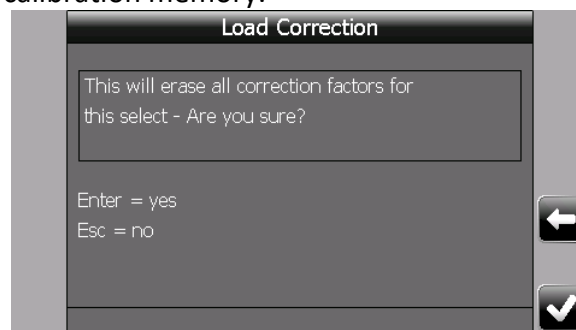 calibration memory.
Load Correction
This will erase all correction factors for
this select - Are you sure?
Enter = yes
Esc = no